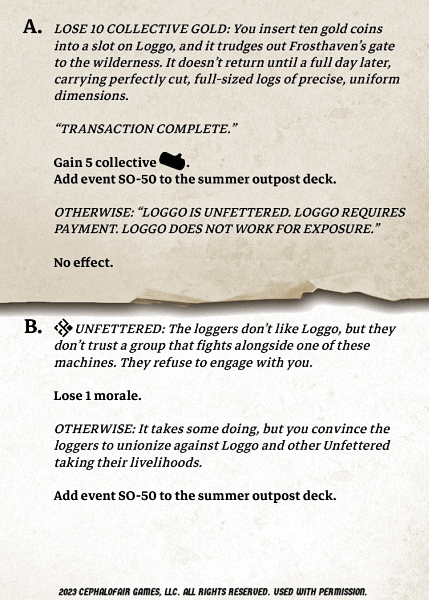 A. LOSE 10 COLLECTIVE GOLD: You insert ten gold coins
into a slot on Loggo, and it trudges out Frosthaven's gate
to the wilderness. It doesn't return until a full day later,
carrying perfectly cut, full-sized logs of precise, uniform
dimensions.
“TRANSACTION COMPLETE.”
Gain 5 collective .
Add event SO-50 to the summer outpost deck.
OTHERWISE: “LOGGO IS UNFETTERED. LOGGO REQUIRES
PAYMENT. LOGGO DOES NOT WORK FOR EXPOSURE.”
No effect.
B. UNFETTERED: The loggers don't like Loggo, but they
don't trust a group that fights alongside one of these
machines. They refuse to engage with you.
Lose 1 morale.
OTHERWISE: It takes some doing, but you convince the
loggers to unionize against Loggo and other Unfettered
taking their livelihoods.
Add event SO-50 to the summer outpost deck.
2023 CEPHALOFAIR GAMES, LLC. ALL RIGHTS RESERVED. USED WITH PERMISSION.